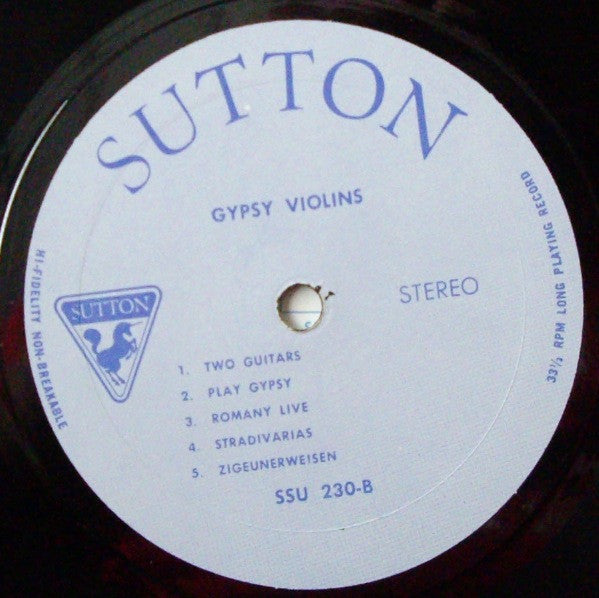 SUTTON
GYPSY VIOLINS
STEREO
SUTTON
HI-FIDELITY NON-BREAKABLE
33⅓ RPM LONG PLAYING RECORD
1. TWO GUITARS
2. PLAY GYPSY
3. ROMANY LIVE
4. STRADIVARIAS
5. ZIGEUNERWEISEN
SSU 230-B